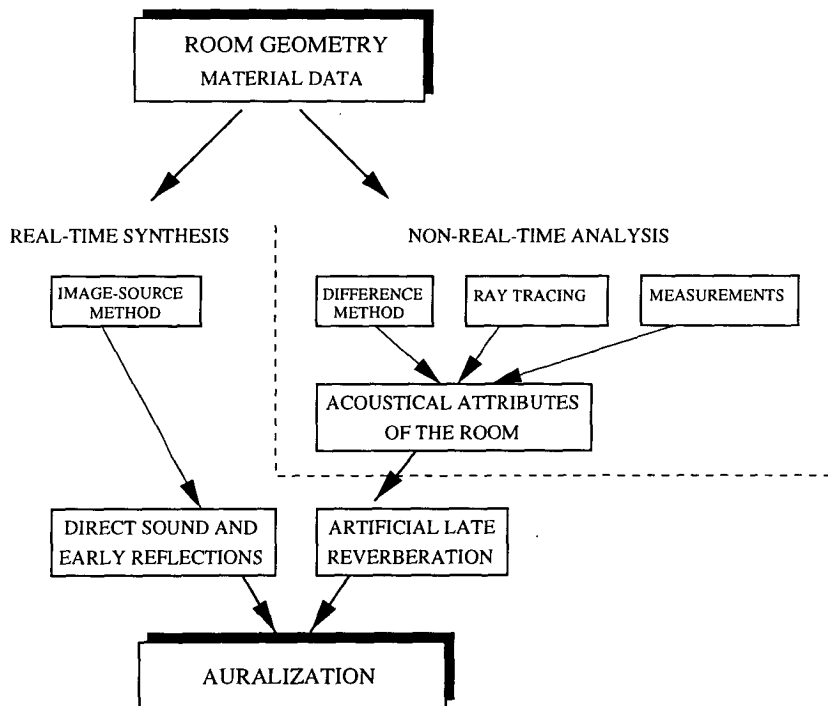 ROOM GEOMETRY
MATERIAL DATA
REAL-TIME SYNTHESIS
NON-REAL-TIME ANALYSIS
IMAGE-SOURCE
METHOD
DIFFERENCE
METHOD
RAY TRACING
MEASUREMENTS
ACOUSTICAL ATTRIBUTES
OF THE ROOM
DIRECT SOUND AND
EARLY REFLECTIONS
ARTIFICIAL LATE
REVERBERATION
AURALIZATION